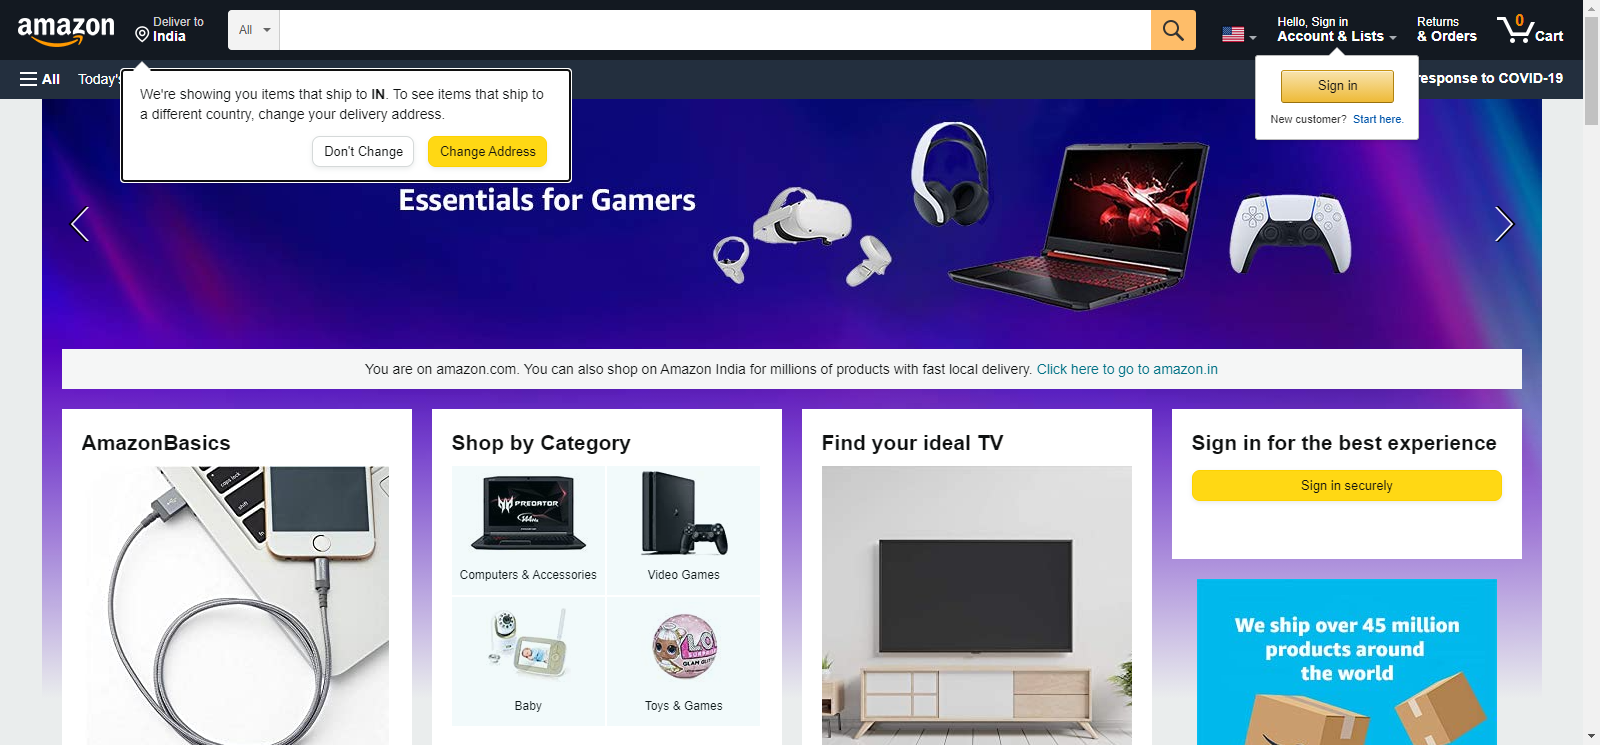 amazon
Deliver to
India
All
Hello, Sign in
Account & Lists
Returns
& Orders
0
Cart
All
Today's
response to COVID-19
We're showing you items that ship to IN. To see items that ship to
a different country, change your delivery address.
Don't Change
Change Address
Sign in
New customer? Start here.
Essentials for Gamers
You are on amazon.com. You can also shop on Amazon India for millions of products with fast local delivery. Click here to go to amazon.in
AmazonBasics
caps lock
Shop by Category
PREDATOR
Computers & Accessories
Video Games
Baby
L.O.L.
SURPRISE
GLAM GLITTER
Toys & Games
Find your ideal TV
Sign in for the best experience
Sign in securely
We ship over 45 million
products around
the world